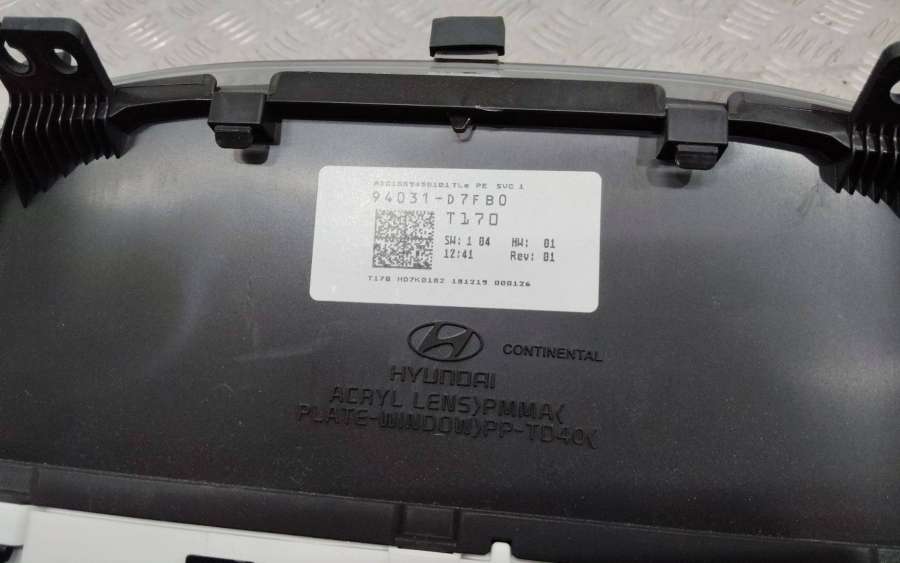 94031-D7FB0
T170
SW: 1 04 HW: 01
12:41 Rev: 01
T170 HD7K0182 181219 000126
HYUNDAI
CONTINENTAL
ACRYL LENS>PMMA<
PLATE-WINDOW>PP-TD40<